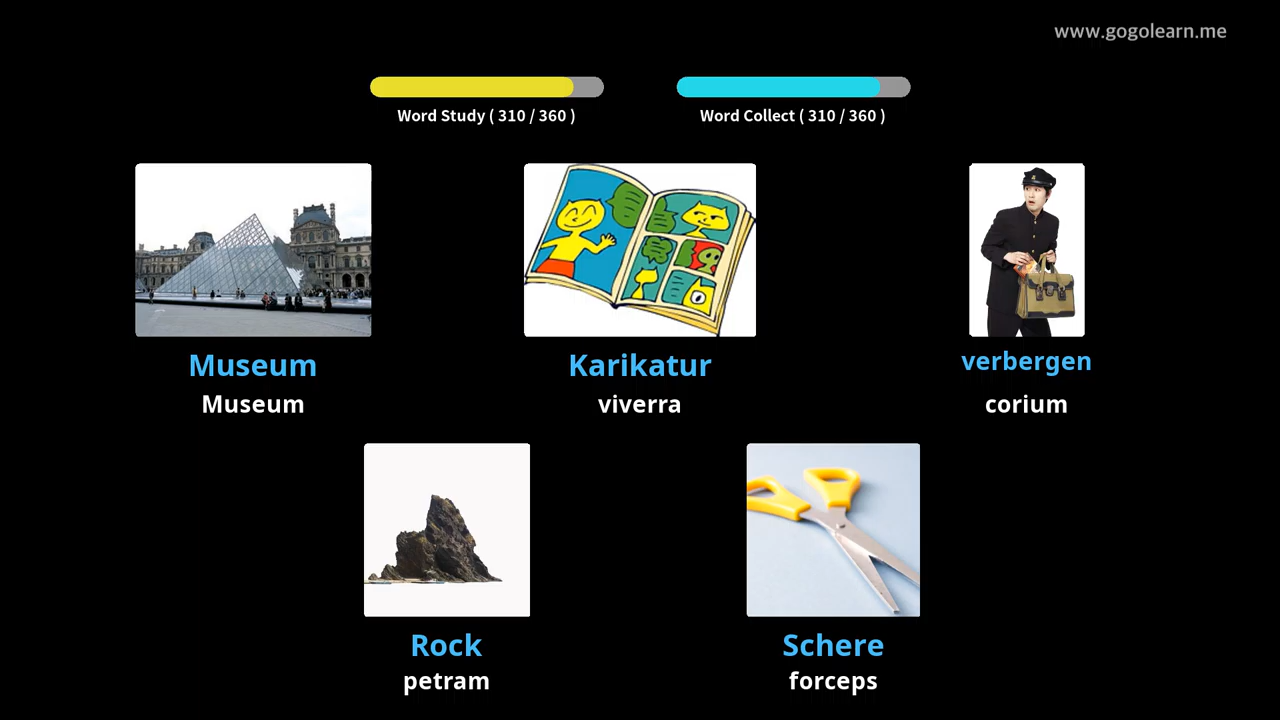 www.gogolearn.me
Word Study ( 310 / 360 )
Word Collect ( 310 / 360 )
Museum
Museum
Karikatur
viverra
verbergen
corium
Rock
petram
Schere
forceps